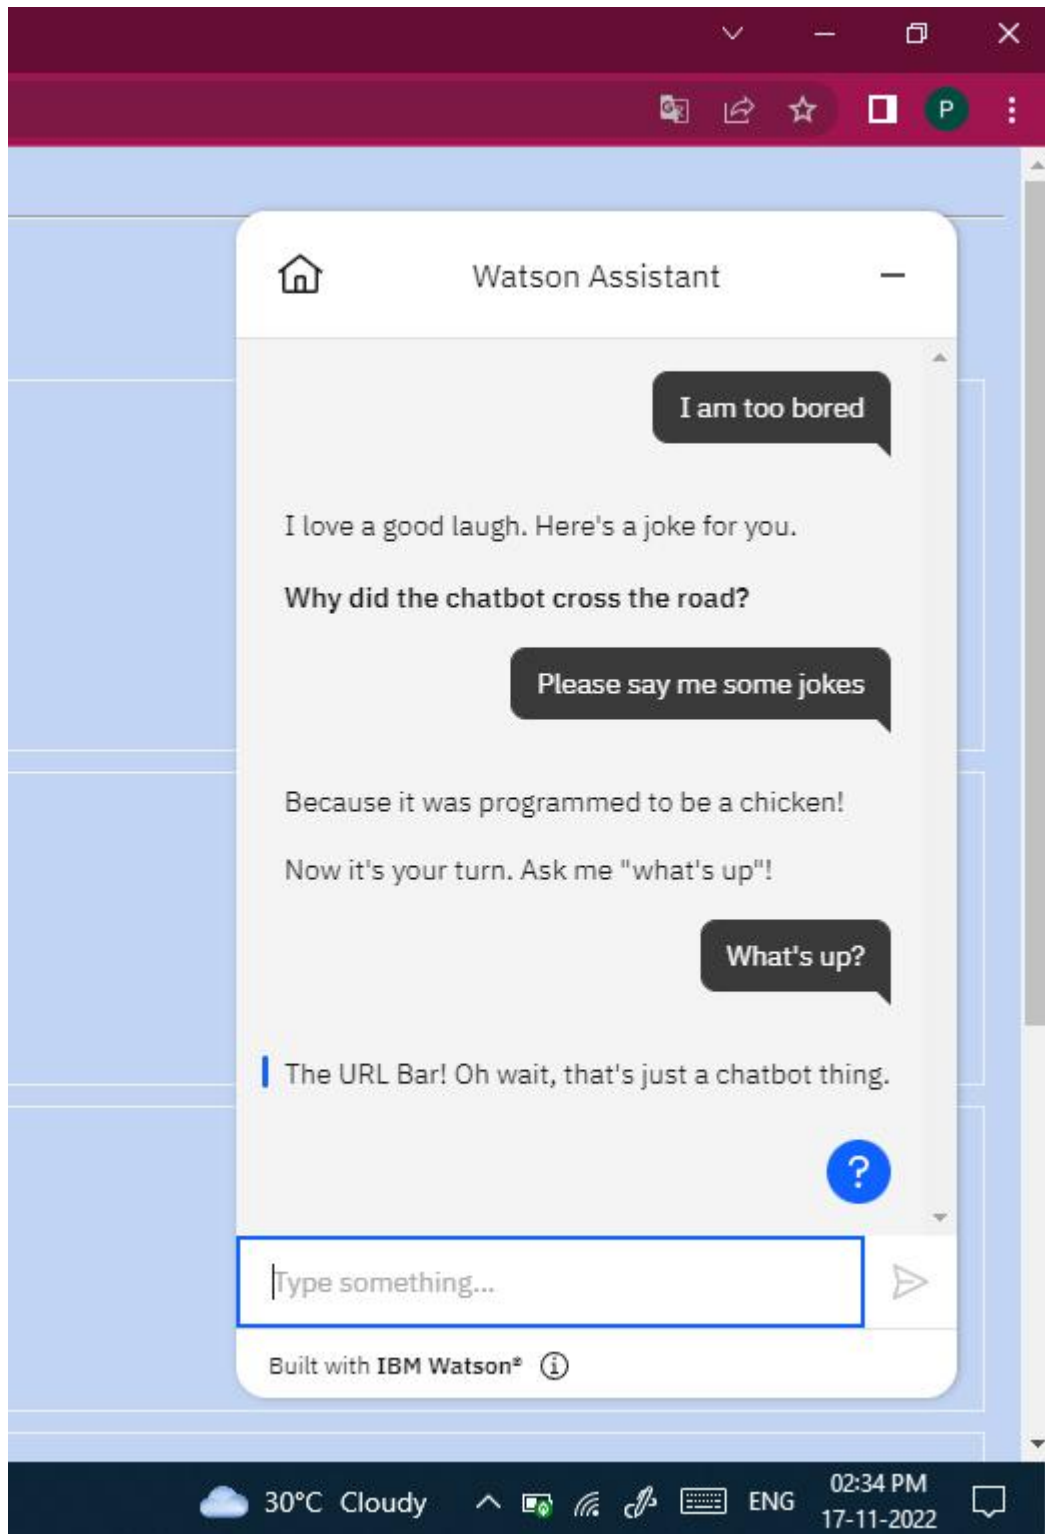 P
Watson Assistant
I am too bored
I love a good laugh. Here's a joke for you.
Why did the chatbot cross the road?
Please say me some jokes
Because it was programmed to be a chicken!
Now it's your turn. Ask me "what's up"!
What's up?
The URL Bar! Oh wait, that's just a chatbot thing.
?
Type something...
Built with IBM Watson®
30°C Cloudy
ENG
02:34 PM
17-11-2022